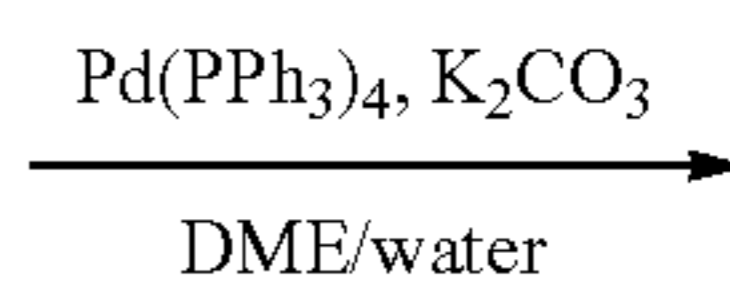 Pd(PPh₃)₄, K₂CO₃
DME/water